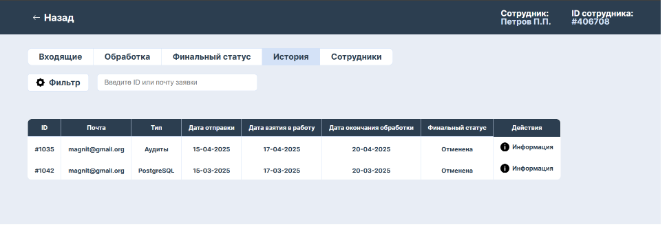 ← Назад
Сотрудник: ID сотрудника:
Петров П.П. #406708
Входящие Обработка Финальный статус История Сотрудники
Фильтр Введите ID или почту заявки
ID Почта Тип Дата отправки Дата взятия в работу Дата окончания обработки Финальный статус Действия
#1035 magnit@gmail.org Аудиты 15-04-2025 17-04-2025 20-04-2025 Отменена Информация
#1042 magnit@gmail.org PostgreSQL 15-03-2025 17-03-2025 20-03-2025 Отменена Информация